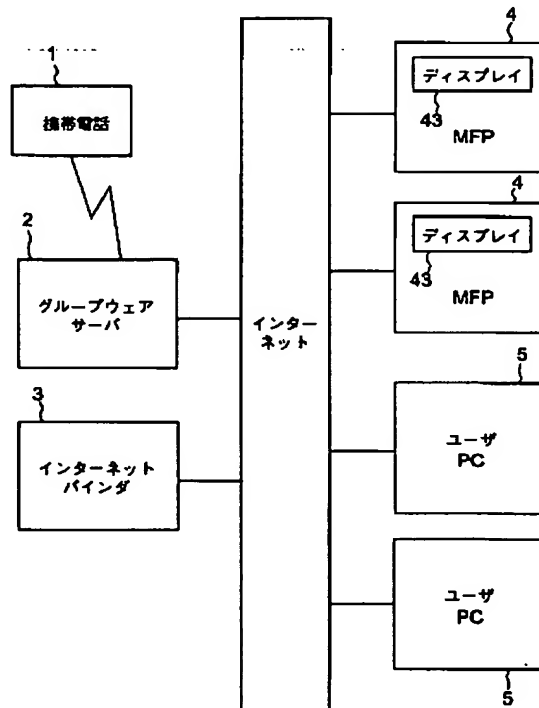 1
携帯電話
2
グループウェア
サーバ
3
インターネット
バインダ
インター
ネット
4
ディスプレイ
43
MFP
4
ディスプレイ
43
MFP
5
ユーザ
PC
ユーザ
PC
5